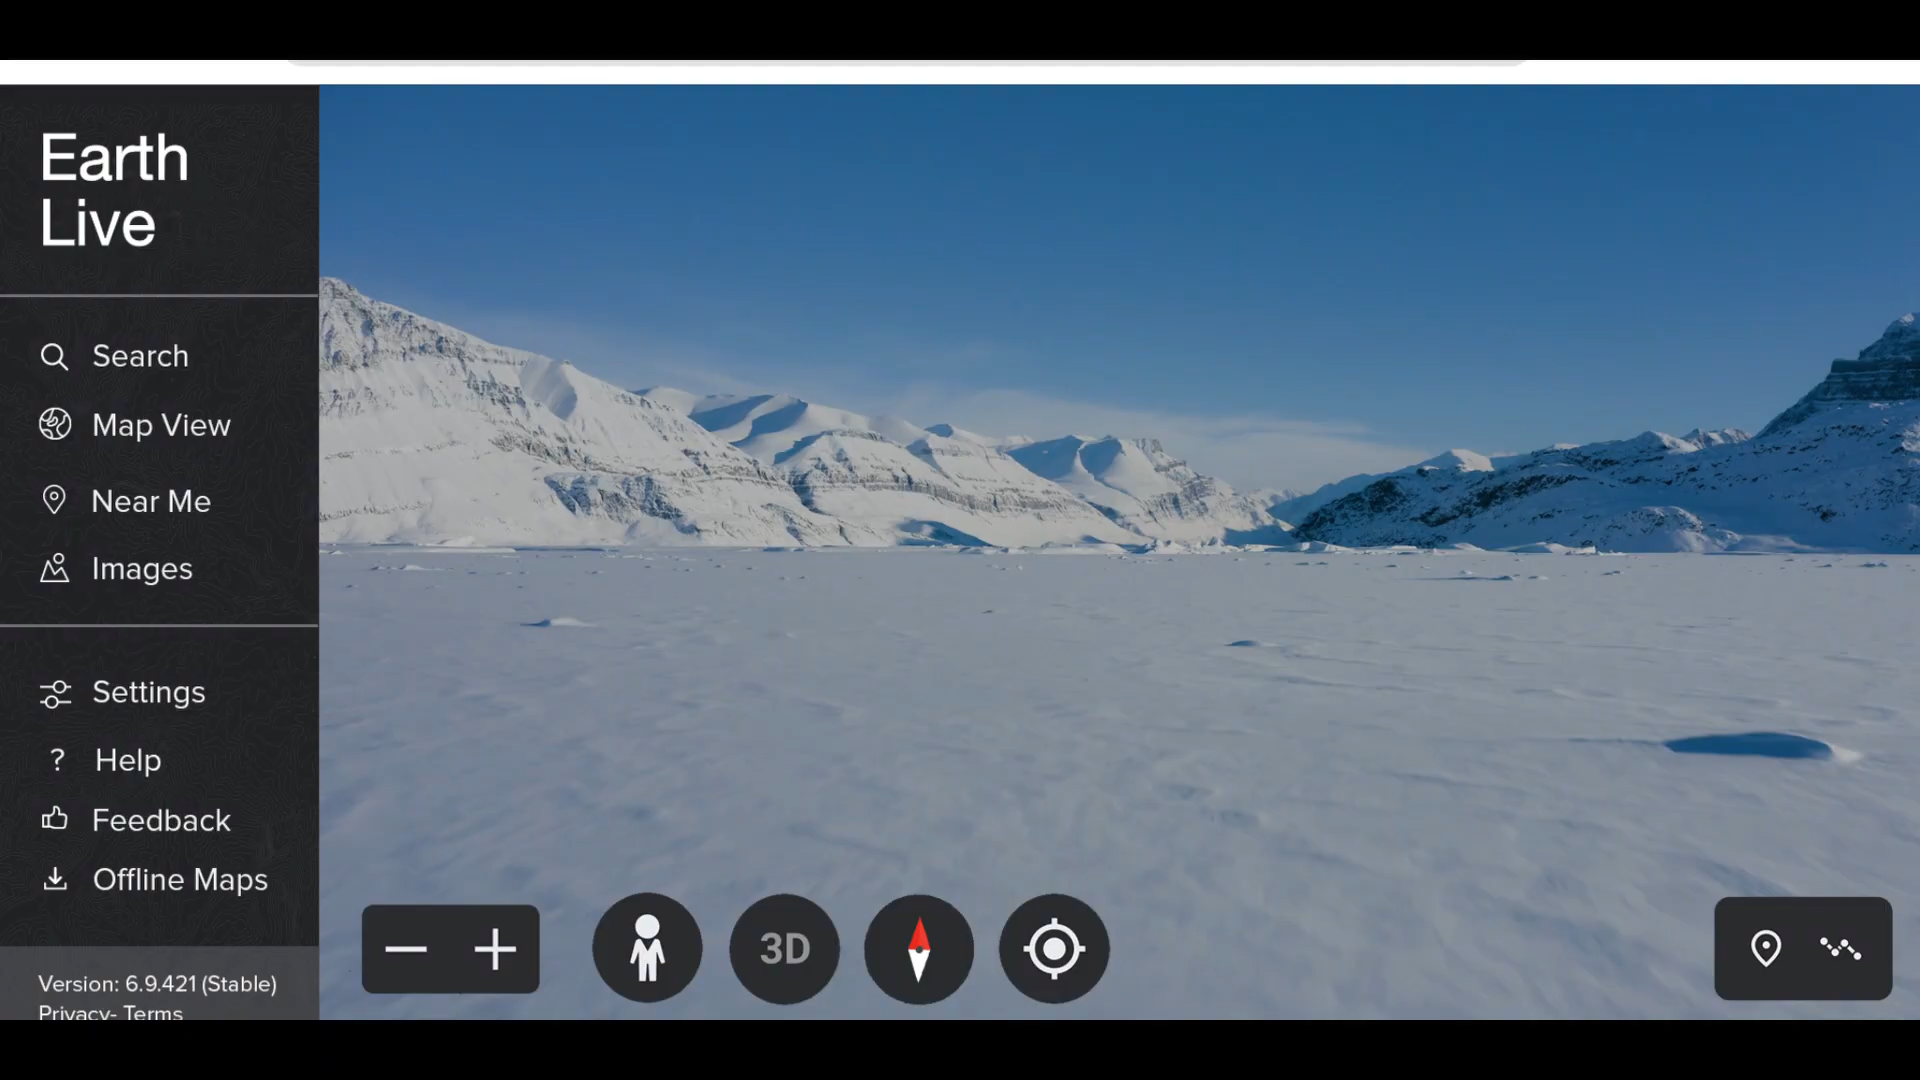 Earth
Live
Search
Map View
Near Me
Images
Settings
? Help
Feedback
Offline Maps
Version: 6.9.421 (Stable)
Privacy- Terms
3D